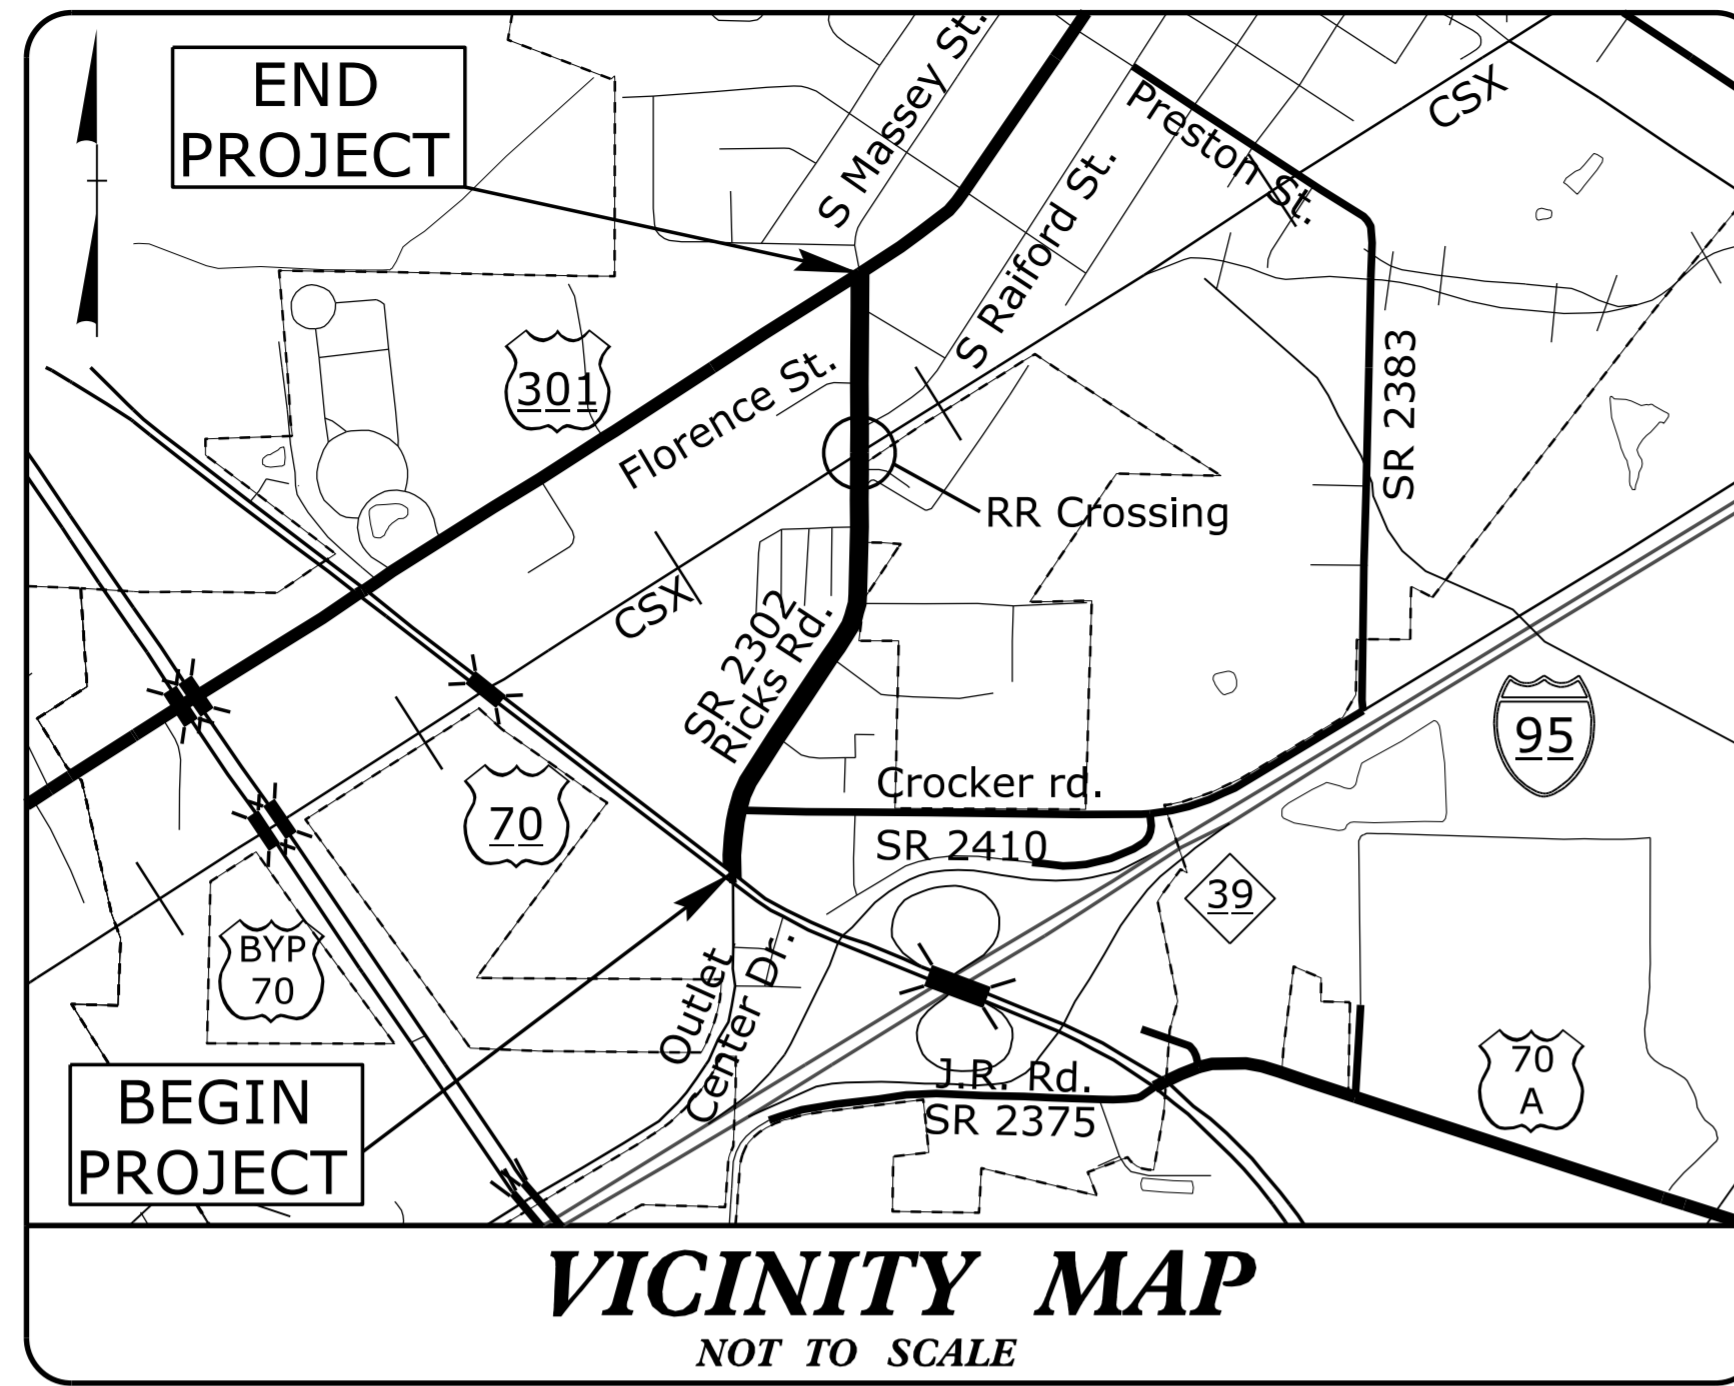 END
PROJECT
S Massey St.
Preston St.
CSX
S Raiford St.
301
Florence St.
SR 2383
RR Crossing
CSX
SR 2302
Ricks Rd.
95
70
Crocker rd.
SR 2410
39
BYP
70
Outlet
Center Dr.
70
A
J.R. Rd.
SR 2375
BEGIN
PROJECT
VICINITY MAP
NOT TO SCALE